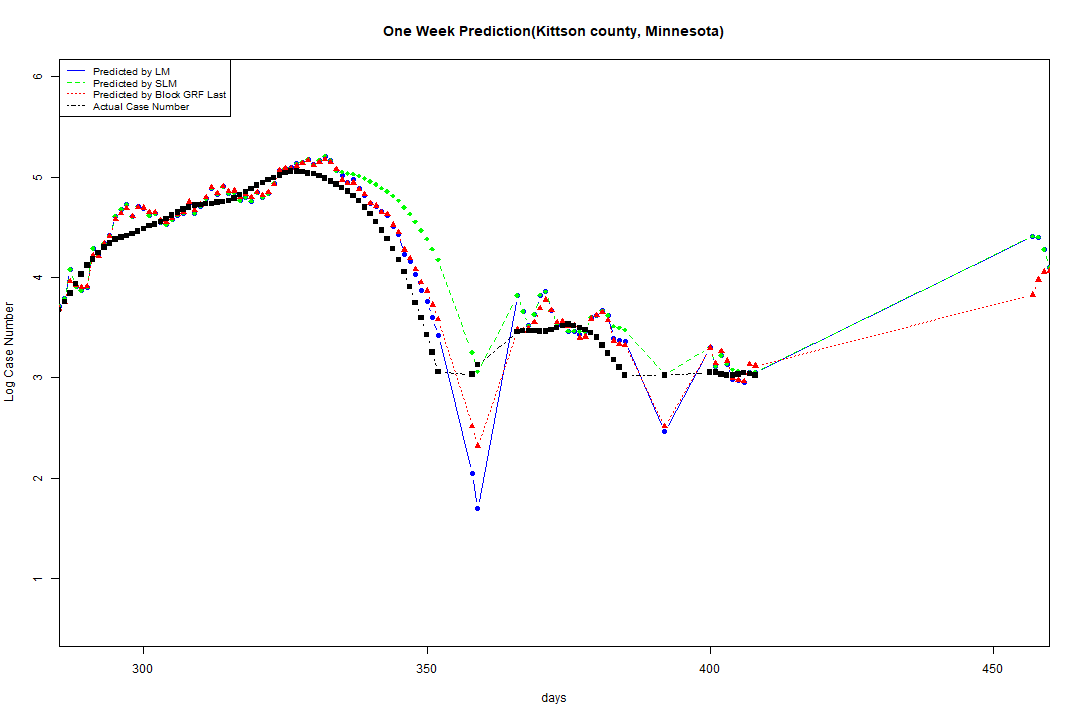 One Week Prediction(Kittson county, Minnesota)
Predicted by LM
Predicted by SLM
Predicted by Block GRF Last
Actual Case Number
6
5
4
3
2
1
Log Case Number
300 350 400 450
days